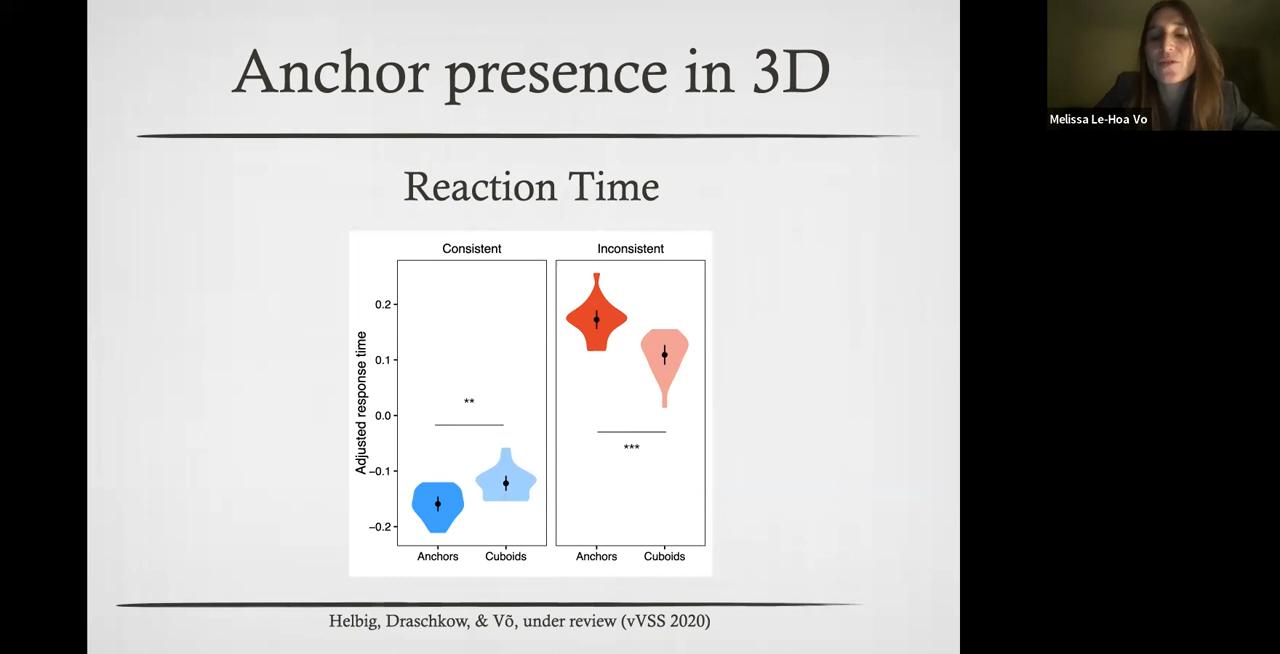 Anchor presence in 3D
Melissa Le-Hoa Vo
Reaction Time
Consistent
Inconsistent
Adjusted response time
0.2
0.1
0.0
−0.1
−0.2
**
***
Anchors
Cuboids
Anchors
Cuboids
Helbig, Draschkow, & Võ, under review (vVSS 2020)